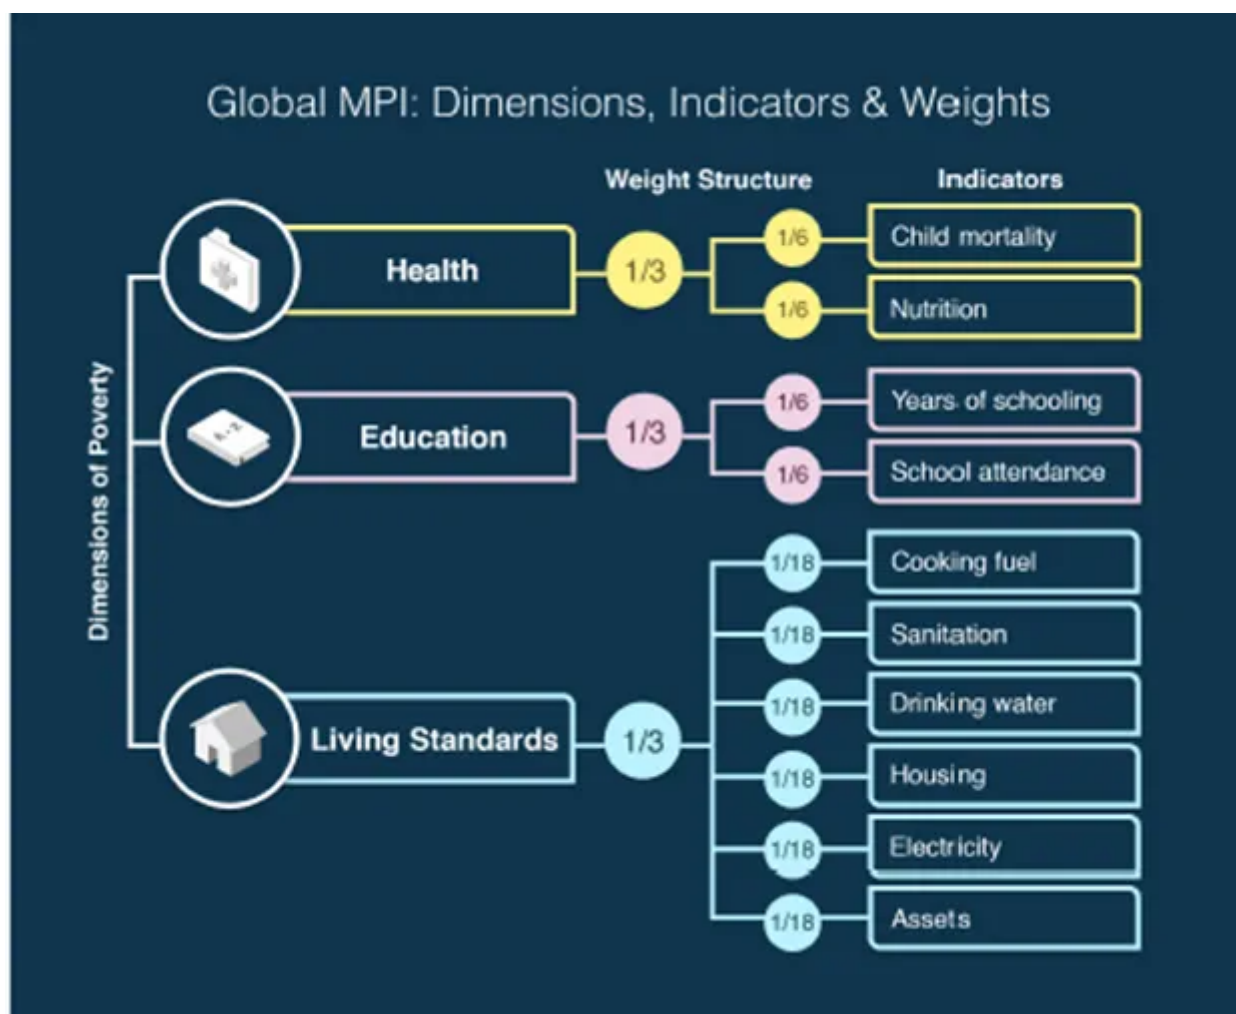 Global MPI: Dimensions, Indicators & Weights
Weight Structure
Indicators
Dimensions of Poverty
Health
1/3
1/6
Child mortality
1/6
Nutrition
Education
1/3
1/6
Years of schooling
1/6
School attendance
Living Standards
1/3
1/18
Cooking fuel
1/18
Sanitation
1/18
Drinking water
1/18
Housing
1/18
Electricity
1/18
Assets
A-Z